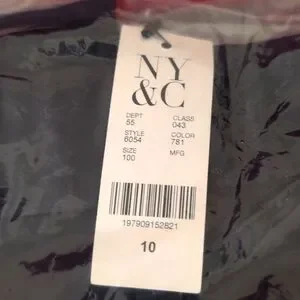 NY
&C
DEPT CLASS
55 043
STYLE COLOR
6054 781
SIZE MFG
100
197909152821
10